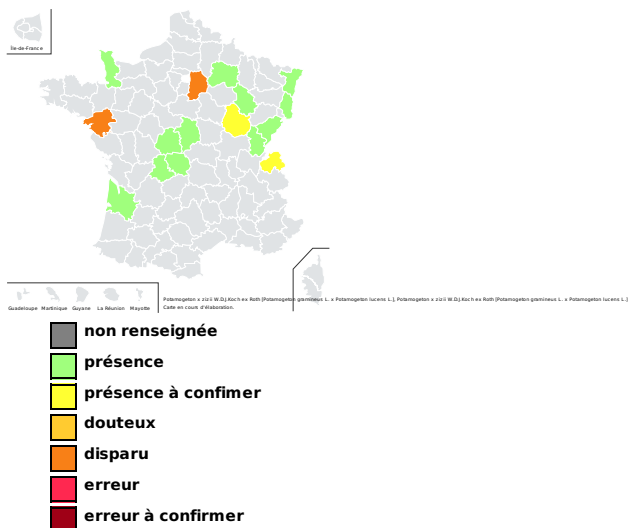 Île-de-France
Guadeloupe Martinique Guyane La Réunion Mayotte
Potamogeton x zizii W.D.J.Koch ex Roth [Potamogeton gramineus L. x Potamogeton lucens L.], Potamogeton x zizii W.D.J.Koch ex Roth [Potamogeton gramineus L. x Potamogeton lucens L.]
Carte en cours d'élaboration.
non renseignée
présence
présence à confimer
douteux
disparu
erreur
erreur à confirmer